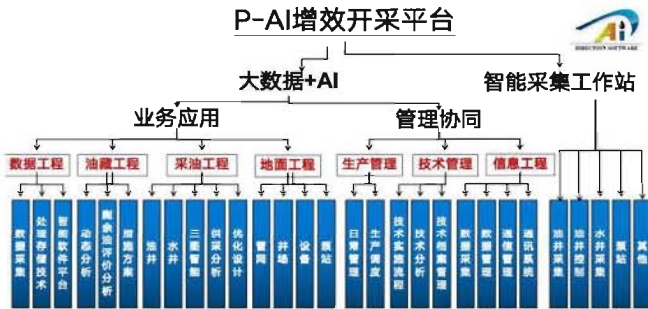 P-AI增效开采平台
Ai
DIRECTION SOFTWARE
大数据+AI
智能采集工作站
业务应用
管理协同
数据工程
油藏工程
采油工程
地面工程
生产管理
技术管理
信息工程
数据采集
处理存储技术
智能软件平台
动态分析
剩余油评价分析
措施方案
油井
水井
三重智能
供采分析
优化设计
管网
井场
设备
泵站
日常管理
生产调度
技术实施流程
技术分析
技术档案管理
数据采集
数据管理
通信管理
通讯系统
油井采集
油井控制
水井采集
泵站
其他